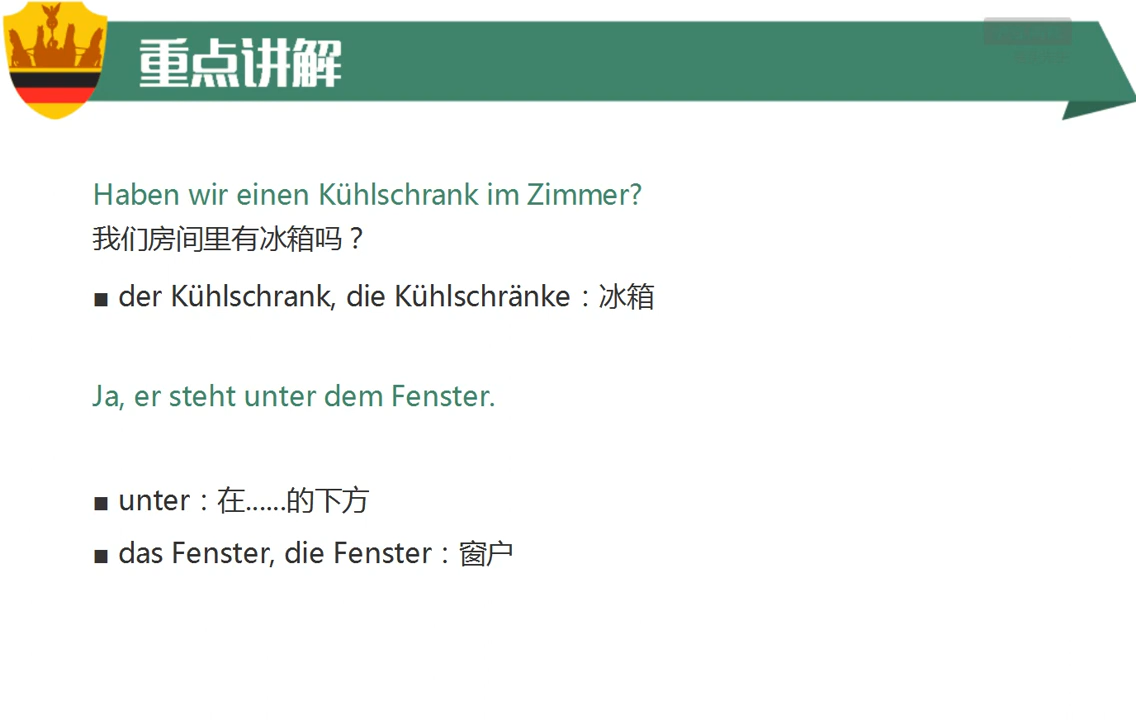 重点讲解
Haben wir einen Kühlschrank im Zimmer?
我们房间里有冰箱吗？
■ der Kühlschrank, die Kühlschränke：冰箱
Ja, er steht unter dem Fenster.
■ unter：在……的下方
■ das Fenster, die Fenster：窗户